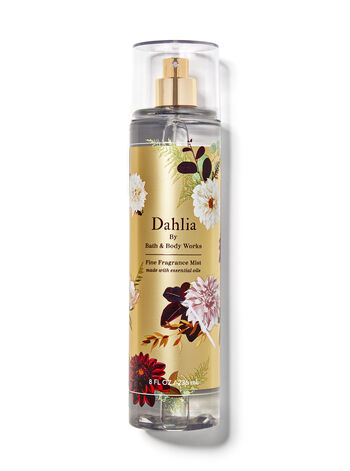 Dahlia
By
Bath & Body Works
Fine Fragrance Mist
made with essential oils
8 FL OZ / 236 mL